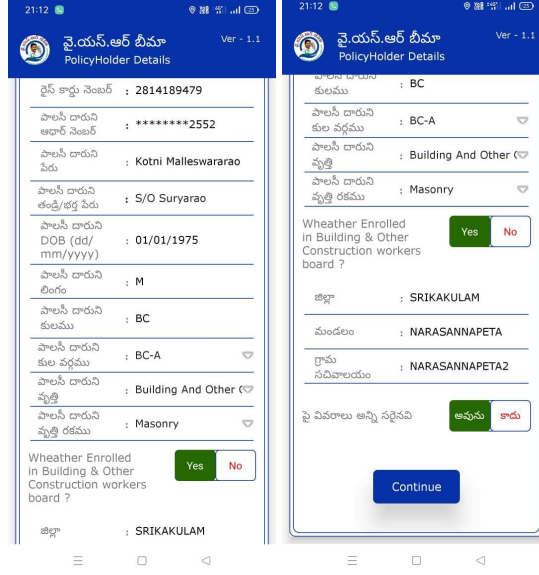 21:12
23
వై.యస్.ఆర్ బీమా
Ver - 1.1
PolicyHolder Details
రైస్ కార్డు నెంబర్ : 2814189479
పాలసీ దారుని
ఆధార్ నెంబర్ : ********2552
పాలసీ దారుని
పేరు : Kotni Malleswararao
పాలసీ దారుని
తండ్రి/భర్త పేరు : S/O Suryarao
పాలసీ దారుని
DOB (dd/
mm/yyyy) : 01/01/1975
పాలసీ దారుని
లింగం : M
పాలసీ దారుని
కులము : BC
పాలసీ దారుని
కుల వర్గము : BC-A
పాలసీ దారుని
వృత్తి : Building And Other (
పాలసీ దారుని
వృత్తి రకము : Masonry
Wheather Enrolled
in Building & Other
Construction workers
board ?
Yes No
జిల్లా : SRIKAKULAM
21:12
23
వై.యస్.ఆర్ బీమా
Ver - 1.1
PolicyHolder Details
పాలసీ దారుని
కులము : BC
పాలసీ దారుని
కుల వర్గము : BC-A
పాలసీ దారుని
వృత్తి : Building And Other (
పాలసీ దారుని
వృత్తి రకము : Masonry
Wheather Enrolled
in Building & Other
Construction workers
board ?
Yes No
జిల్లా : SRIKAKULAM
మండలం : NARASANNAPETA
గ్రామ
సచివాలయం : NARASANNAPETA2
పై వివరాలు అన్ని సరైనవి అవును కాదు
Continue